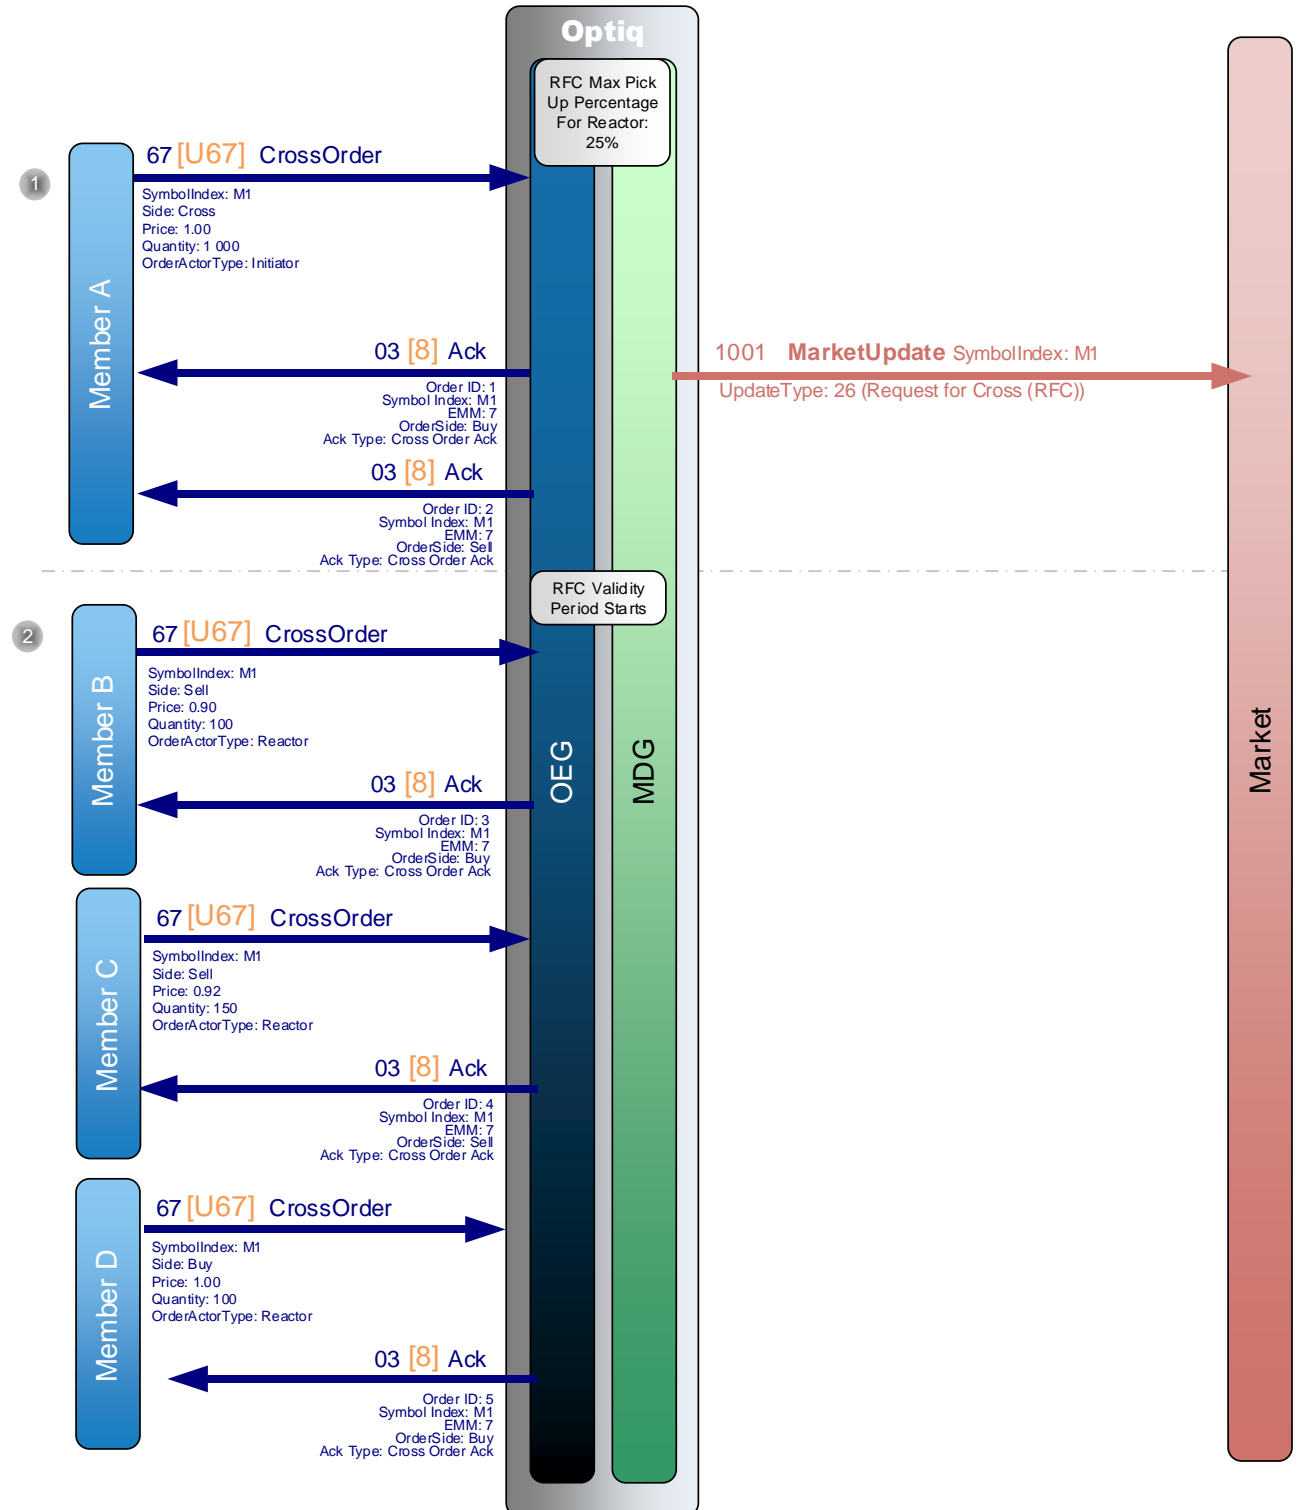 Optiq
RFC Max Pick
Up Percentage
For Reactor:
25%
1
Member A
67 [U67] CrossOrder
SymbolIndex: M1
Side: Cross
Price: 1.00
Quantity: 1 000
OrderActorType: Initiator
03 [8] Ack
Order ID: 1
Symbol Index: M1
EMM: 7
OrderSide: Buy
Ack Type: Cross Order Ack
1001 MarketUpdate SymbolIndex: M1
UpdateType: 26 (Request for Cross (RFC))
03 [8] Ack
Order ID: 2
Symbol Index: M1
EMM: 7
OrderSide: Sell
Ack Type: Cross Order Ack
RFC Validity
Period Starts
2
Member B
67 [U67] CrossOrder
SymbolIndex: M1
Side: Sell
Price: 0.90
Quantity: 100
OrderActorType: Reactor
03 [8] Ack
Order ID: 3
Symbol Index: M1
EMM: 7
OrderSide: Buy
Ack Type: Cross Order Ack
OEG
MDG
Market
Member C
67 [U67] CrossOrder
SymbolIndex: M1
Side: Sell
Price: 0.92
Quantity: 150
OrderActorType: Reactor
03 [8] Ack
Order ID: 4
Symbol Index: M1
EMM: 7
OrderSide: Sell
Ack Type: Cross Order Ack
Member D
67 [U67] CrossOrder
SymbolIndex: M1
Side: Buy
Price: 1.00
Quantity: 100
OrderActorType: Reactor
03 [8] Ack
Order ID: 5
Symbol Index: M1
EMM: 7
OrderSide: Buy
Ack Type: Cross Order Ack